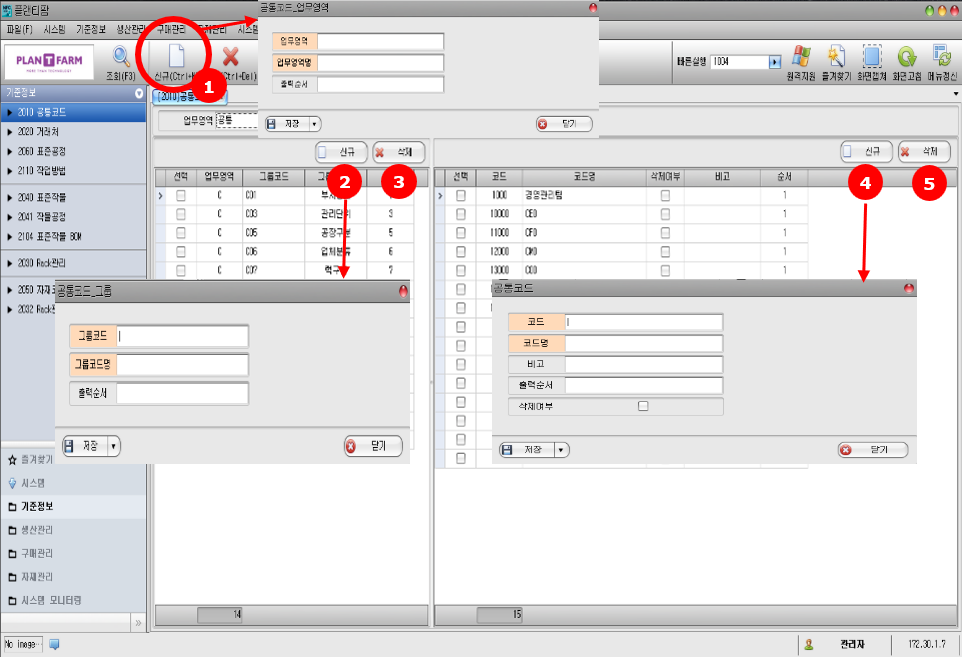 플랜티팜
공통코드_업무영역
파일(F) 시스템 기준정보 생산관리 구매관리 자재관리 시스템
PLANTFARM
조회(F3)
신규(Ctrl+N)
Ctrl+Del)
1
업무영역
업무영역명
출력순서
저장
닫기
빠른실행 1004
원격지원 즐겨찾기 화면캡처 화면고침 메뉴갱신
기준정보
2010 공통코드
2020 거래처
2060 표준공정
2110 작업방법
2040 표준작물
2041 작물공정
2104 표준작물 BOM
2030 Rack관리
2050 자재
2032 Rack
즐겨찾기
시스템
기준정보
생산관리
구매관리
자재관리
시스템 모니터링
[2010]공통코드
업무영역 공통
신규 삭제
2 3
선택 업무영역 그룹코드
C C01
C C03 관리단위 3
C C05 공장구분 5
C C06 업체분류 6
C C07 랙구 7
신규 삭제
4 5
선택 코드 코드명 삭제여부 비고 순서
1000 경영관리팀 1
10000 CEO 1
11000 CFO 1
12000 CMO 1
13000 COO 1
공통코드_그룹
그룹코드
그룹코드명
출력순서
저장 닫기
공통코드
코드
코드명
비고
출력순서
삭제여부
저장 닫기
14
15
No image
관리자 172.30.1.7